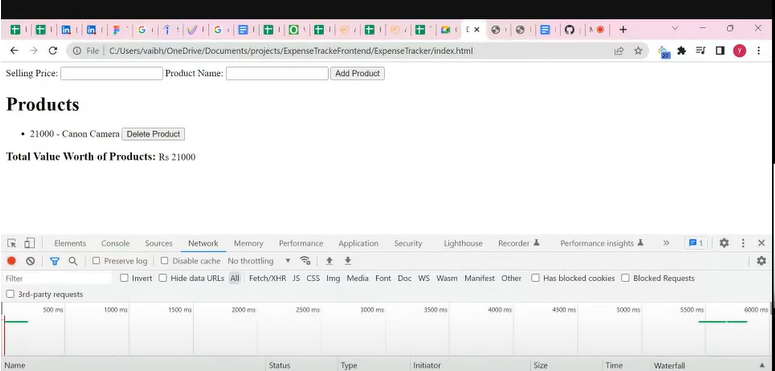 File | C:/Users/vaibh/OneDrive/Documents/projects/ExpenseTrackeFrontend/ExpenseTracker/index.html
27
Y
Selling Price: Product Name: Add Product
Products
• 21000 - Canon Camera Delete Product
Total Value Worth of Products: Rs 21000
Elements Console Sources Network Memory Performance Application Security Lighthouse Recorder Performance insights » 1
Preserve log Disable cache No throttling
Filter Invert Hide data URLs All Fetch/XHR JS CSS Img Media Font Doc WS Wasm Manifest Other Has blocked cookies Blocked Requests
3rd-party requests
500 ms 1000 ms 1500 ms 2000 ms 2500 ms 3000 ms 3500 ms 4000 ms 4500 ms 5000 ms 5500 ms 6000 ms
Name Status Type Initiator Size Time Waterfall